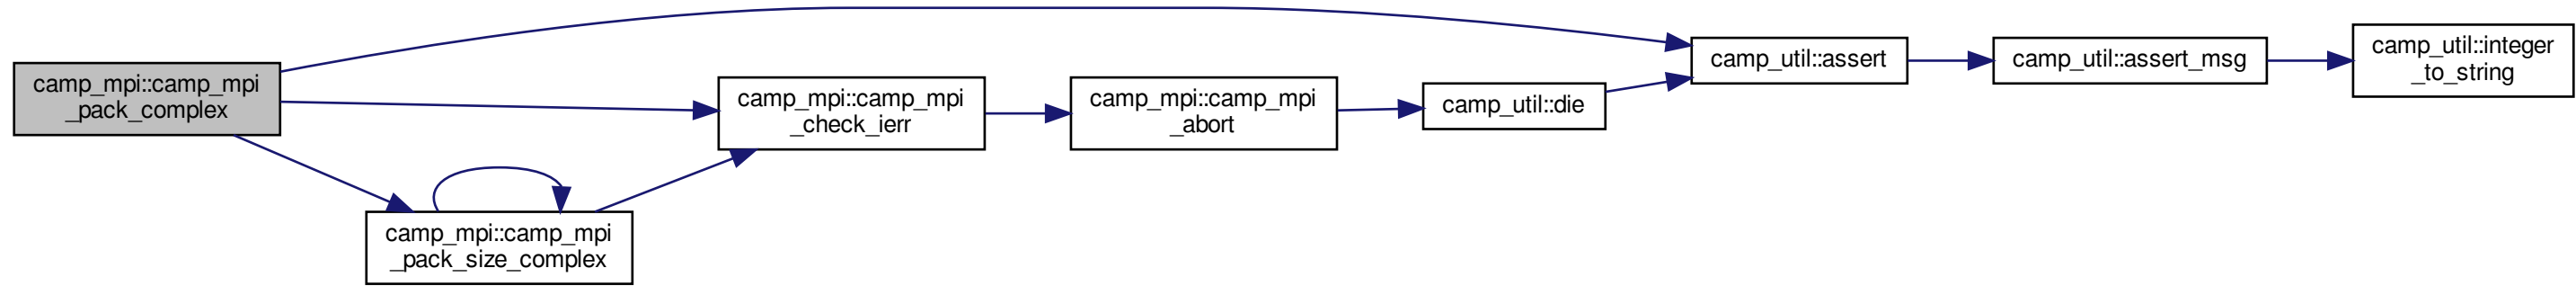 camp_mpi::camp_mpi
_pack_complex
camp_mpi::camp_mpi
_pack_size_complex
camp_mpi::camp_mpi
_check_ierr
camp_mpi::camp_mpi
_abort
camp_util::die
camp_util::assert
camp_util::assert_msg
camp_util::integer
_to_string